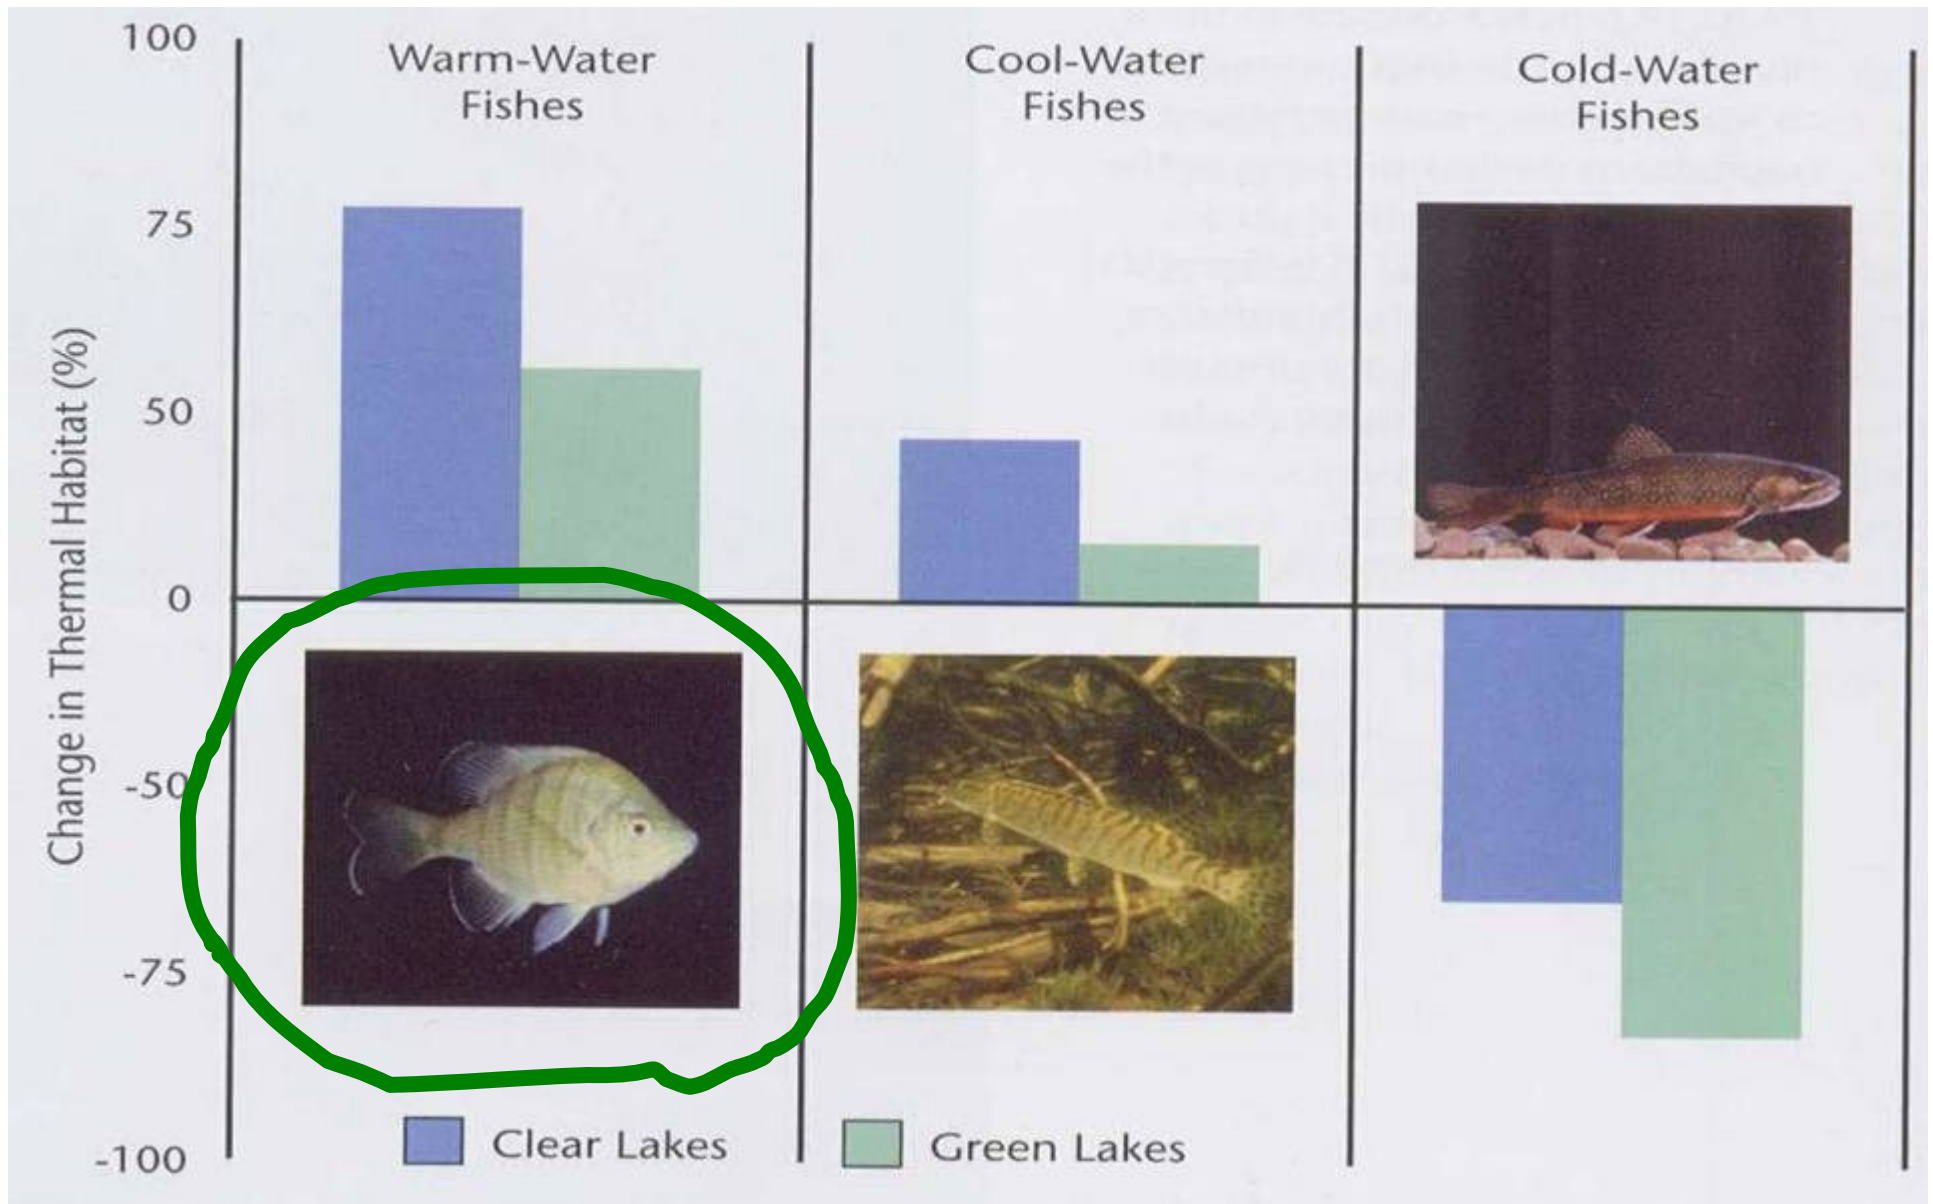 100
75
50
0
-50
-75
-100
Change in Thermal Habitat (%)
Warm-Water
Fishes
Cool-Water
Fishes
Cold-Water
Fishes
Clear Lakes
Green Lakes